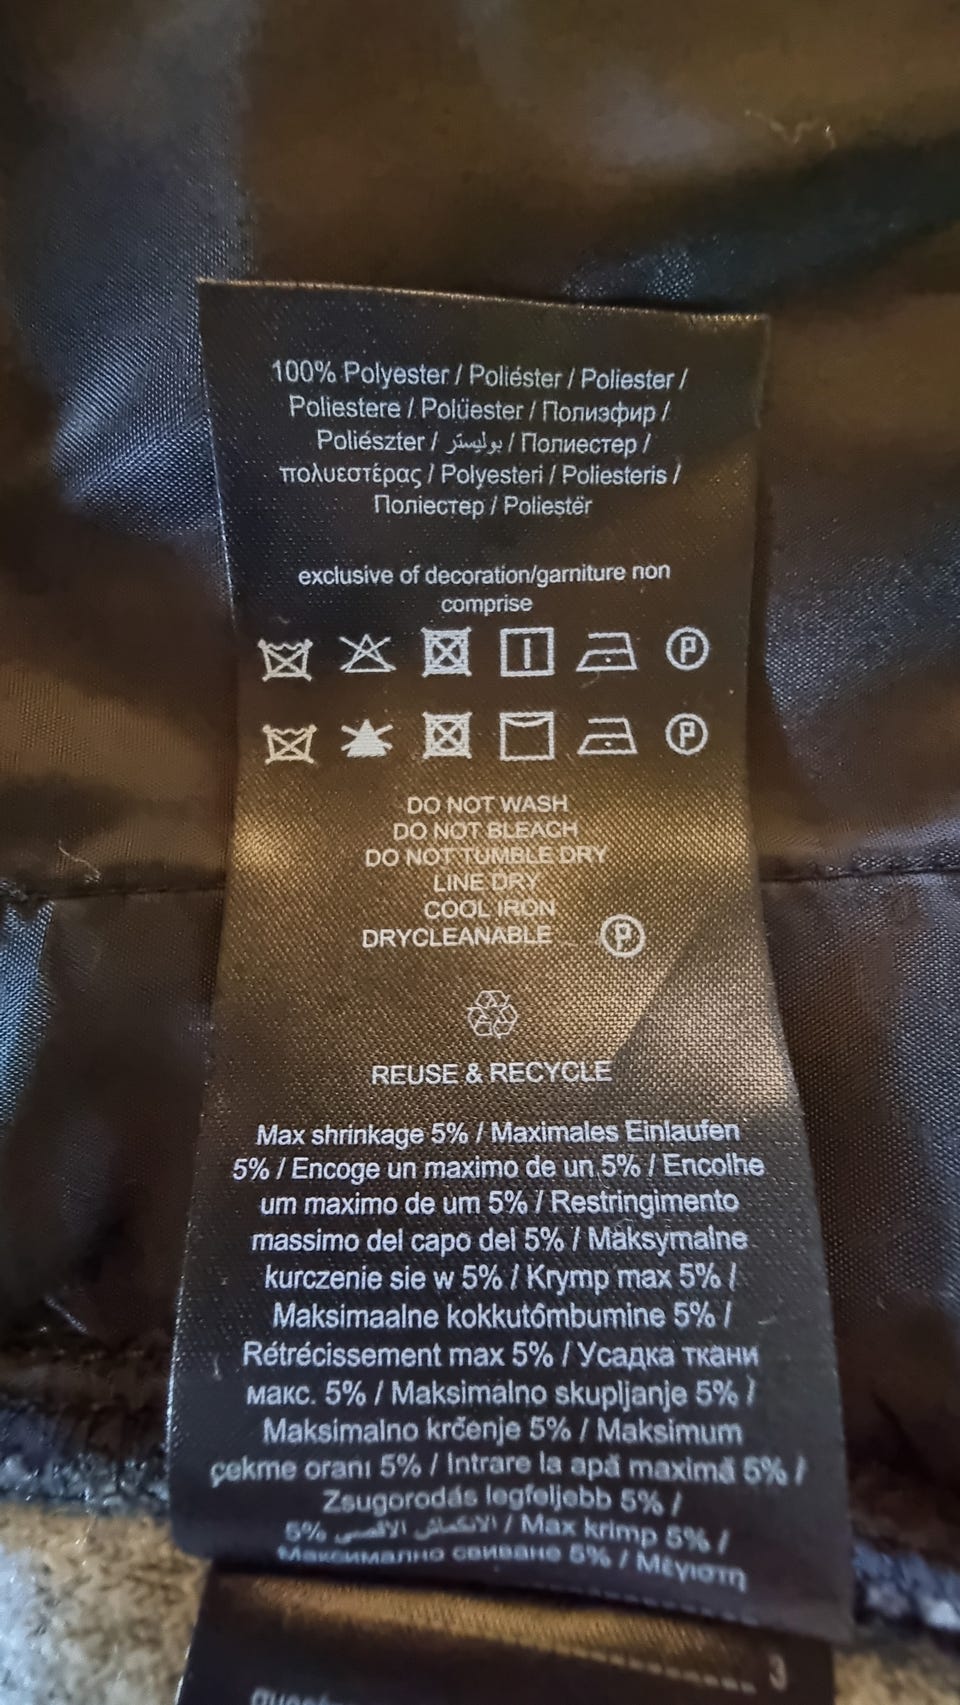 100% Polyester / Poliéster / Poliester /
Poliestere / Polüester / Полиэфир /
Poliészter / بوليستر / Полиестер /
πολυεστέρας / Polyesteri / Poliesteris /
Поліестер / Poliestër
exclusive of decoration/garniture non
comprise
P
P
DO NOT WASH
DO NOT BLEACH
DO NOT TUMBLE DRY
LINE DRY
COOL IRON
DRYCLEANABLE P
REUSE & RECYCLE
Max shrinkage 5% / Maximales Einlaufen
5% / Encoge un maximo de un 5% / Encolhe
um maximo de um 5% / Restringimento
massimo del capo del 5% / Maksymalne
kurczenie sie w 5% / Krymp max 5% /
Maksimaalne kokkutõmbumine 5% /
Rétrécissement max 5% / Усадка ткани
макс. 5% / Maksimalno skupljanje 5% /
Maksimalno krčenje 5% / Maksimum
çekme oranı 5% / Intrare la apă maximă 5% /
Zsugorodás legfeljebb 5% /
الانكماش الاقصى 5% / Max krimp 5% /
Максимално свиване 5% / Μέγιστη